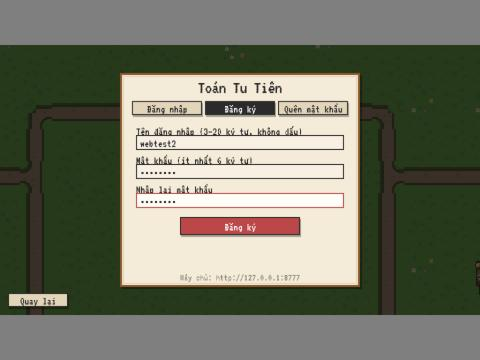 Toán Tu Tiên
Đăng nhập
Đăng ký
Quên mật khẩu
Tên đăng nhập (3-20 ký tự, không dấu)
webtest2
Mật khẩu (ít nhất 6 ký tự)
••••••••
Nhập lại mật khẩu
••••••••
Đăng ký
Máy chủ: http://127.0.0.1:8777
Quay lại